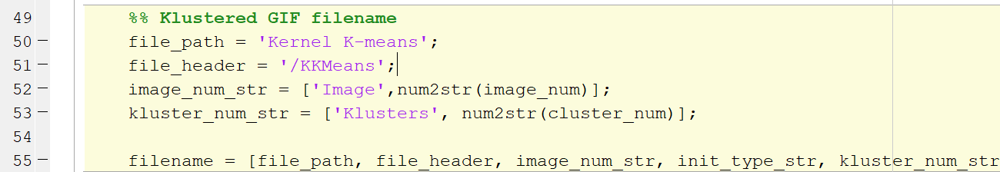 49 %% Klustered GIF filename
50 file_path = 'Kernel K-means';
51 file_header = '/KKMeans';
52 image_num_str = ['Image',num2str(image_num)];
53 kluster_num_str = ['Klusters', num2str(cluster_num)];
54
55 filename = [file_path, file_header, image_num_str, init_type_str, kluster_num_str